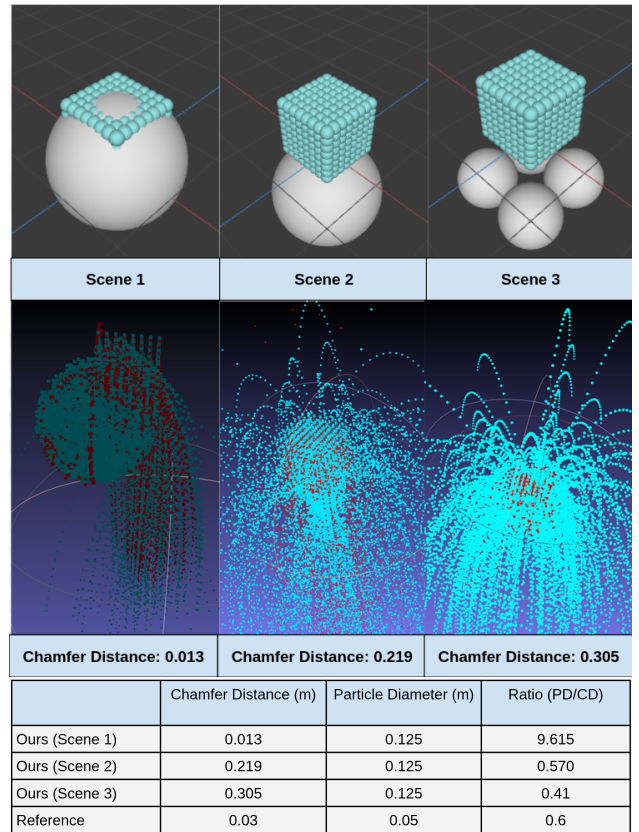 Scene 1 Scene 2 Scene 3
Chamfer Distance: 0.013 Chamfer Distance: 0.219 Chamfer Distance: 0.305
Chamfer Distance (m) Particle Diameter (m) Ratio (PD/CD)
Ours (Scene 1) 0.013 0.125 9.615
Ours (Scene 2) 0.219 0.125 0.570
Ours (Scene 3) 0.305 0.125 0.41
Reference 0.03 0.05 0.6